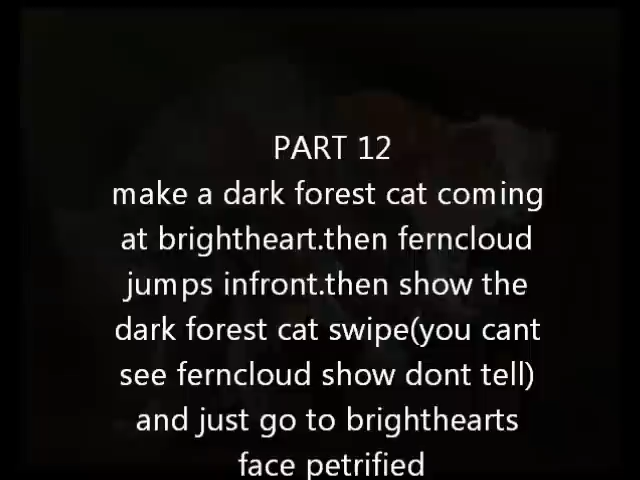 PART 12
make a dark forest cat coming
at brightheart.then ferncloud
jumps infront.then show the
dark forest cat swipe(you cant
see ferncloud show dont tell)
and just go to brighthearts
face petrified